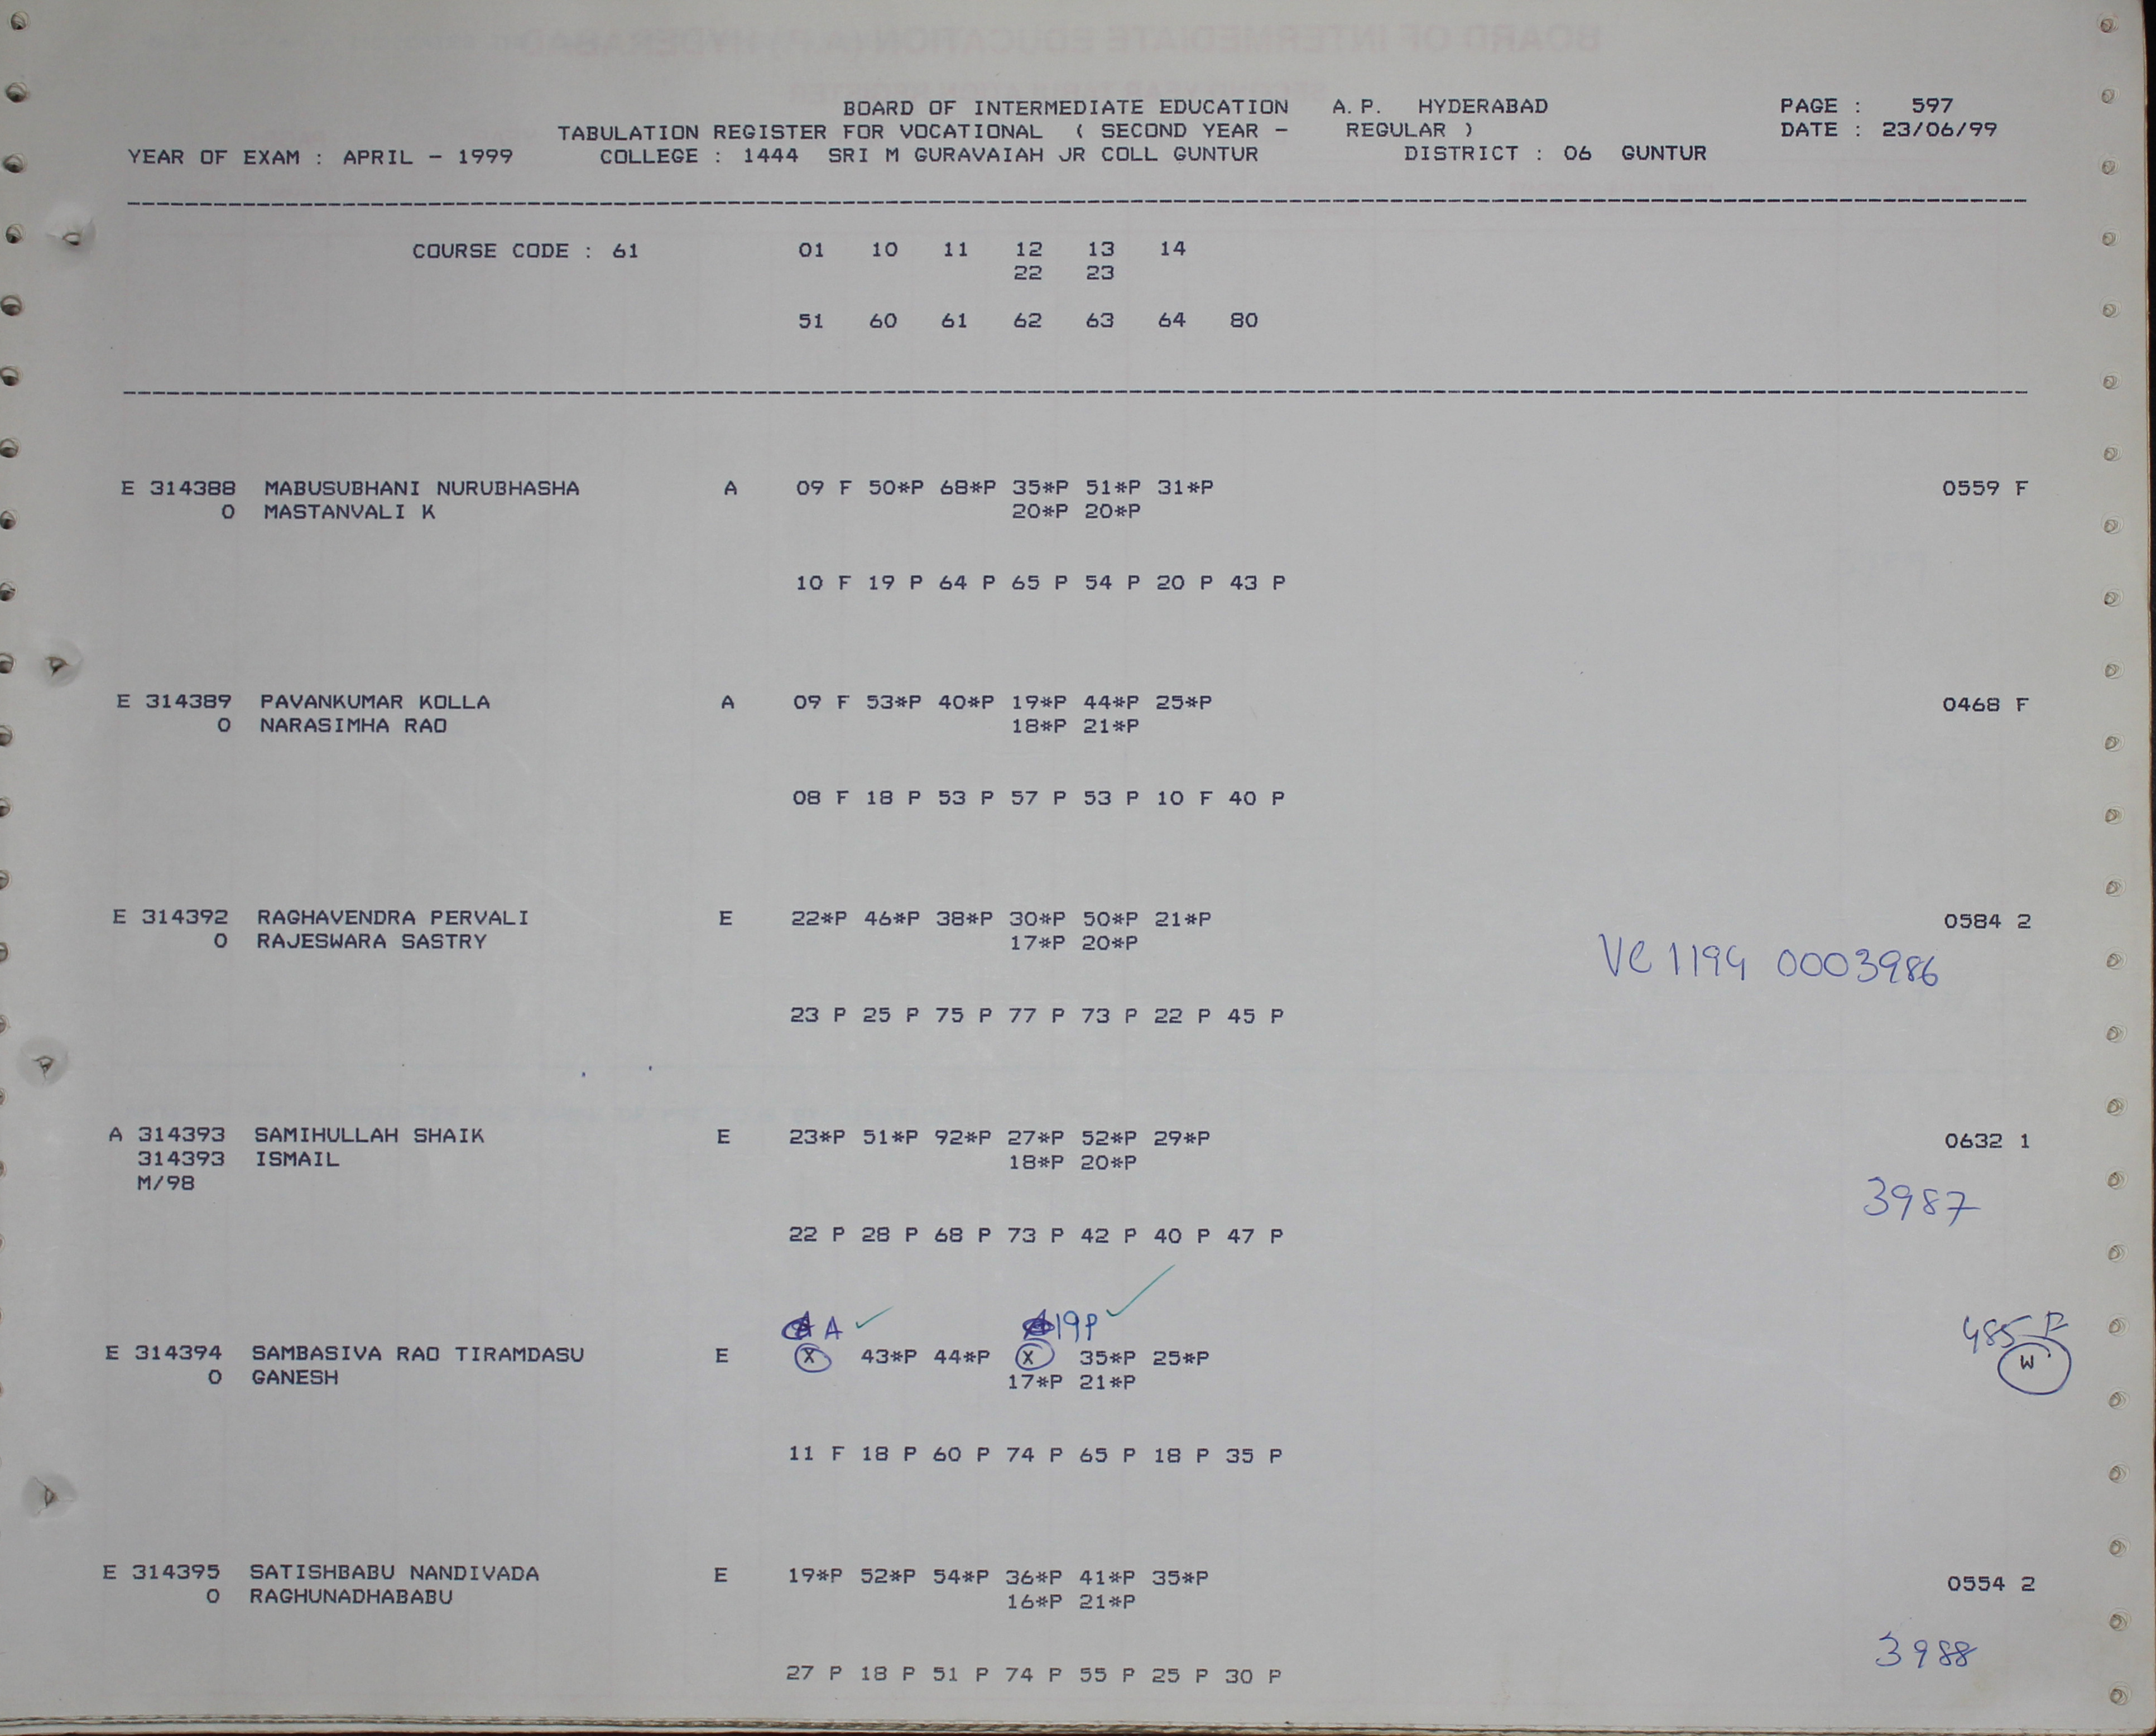 BOARD OF INTERMEDIATE EDUCATION A.P. HYDERABAD PAGE : 597
TABULATION REGISTER FOR VOCATIONAL ( SECOND YEAR - REGULAR ) DATE : 23/06/99
YEAR OF EXAM : APRIL - 1999 COLLEGE : 1444 SRI M GURAVAIAH JR COLL GUNTUR DISTRICT : 06 GUNTUR
COURSE CODE : 61 01 10 11 12 13 14
22 23
51 60 61 62 63 64 80
E 314388 MABUSUBHANI NURUBHASHA A 09 F 50*P 68*P 35*P 51*P 31*P 0559 F
0 MASTANVALI K 20*P 20*P
10 F 19 P 64 P 65 P 54 P 20 P 43 P
E 314389 PAVANKUMAR KOLLA A 09 F 53*P 40*P 19*P 44*P 25*P 0468 F
0 NARASIMHA RAO 18*P 21*P
08 F 18 P 53 P 57 P 53 P 10 F 40 P
E 314392 RAGHAVENDRA PERVALI E 22*P 46*P 38*P 30*P 50*P 21*P 0584 2
0 RAJESWARA SASTRY 17*P 20*P
VC 1194 0003986
23 P 25 P 75 P 77 P 73 P 22 P 45 P
A 314393 SAMIHULLAH SHAIK E 23*P 51*P 92*P 27*P 52*P 29*P 0632 1
314393 ISMAIL 18*P 20*P
M/98
3987
22 P 28 P 68 P 73 P 42 P 40 P 47 P
A 19P 485 F
E 314394 SAMBASIVA RAO TIRAMDASU E X 43*P 44*P X 35*P 25*P W
0 GANESH 17*P 21*P
11 F 18 P 60 P 74 P 65 P 18 P 35 P
E 314395 SATISHBABU NANDIVADA E 19*P 52*P 54*P 36*P 41*P 35*P 0554 2
0 RAGHUNADHABABU 16*P 21*P
3988
27 P 18 P 51 P 74 P 55 P 25 P 30 P